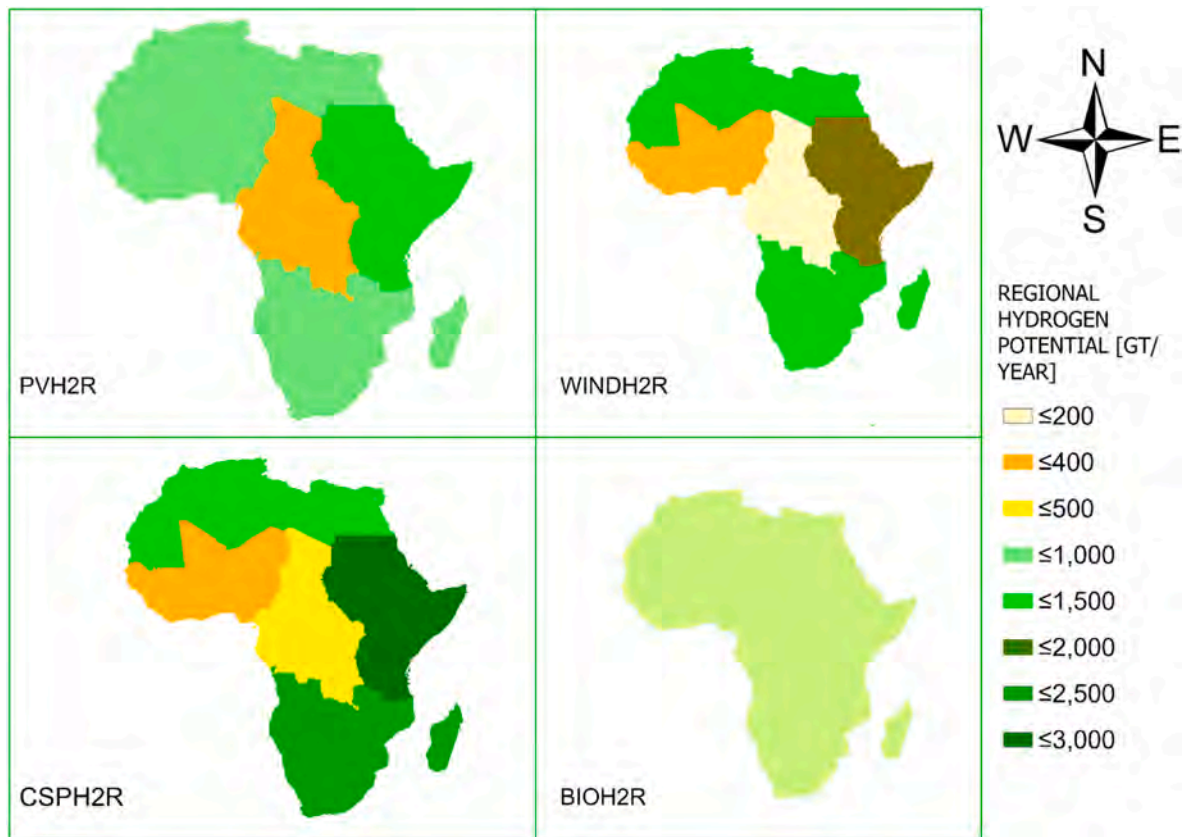 PVH2R
WINDH2R
CSPH2R
BIOH2R
N
W E
S
REGIONAL
HYDROGEN
POTENTIAL [GT/
YEAR]
≤200
≤400
≤500
≤1,000
≤1,500
≤2,000
≤2,500
≤3,000